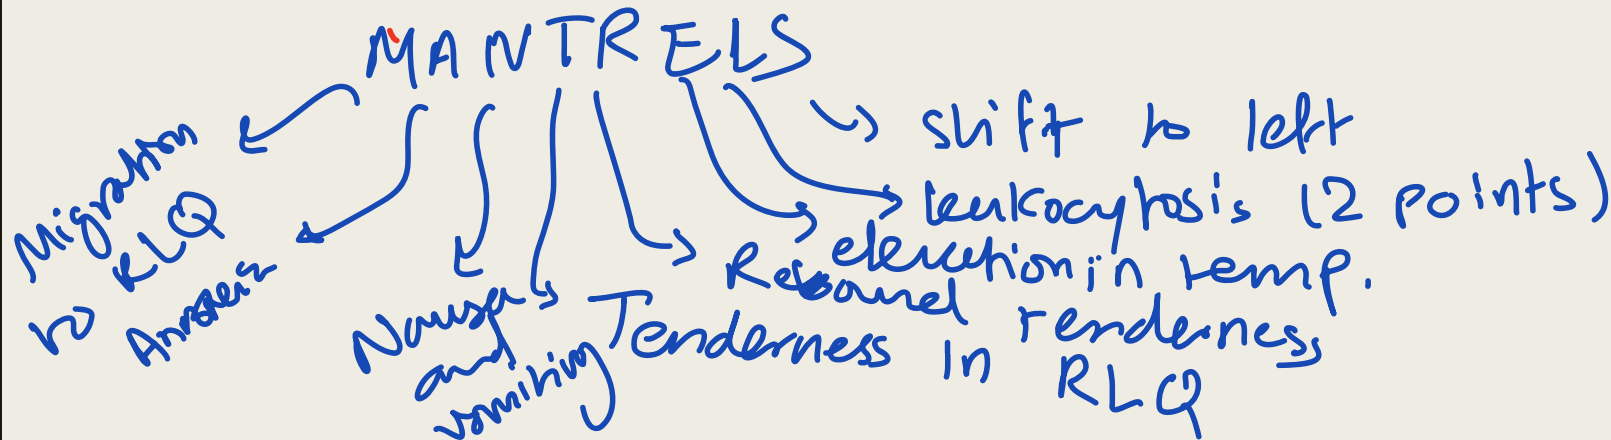 MANTRELS
Migration
to RLQ
Anorexia
Nausea
and
vomiting
Tenderness in
RLQ
Rebound tenderness
elevation in temp.
leukocytosis (2 points)
shift to left